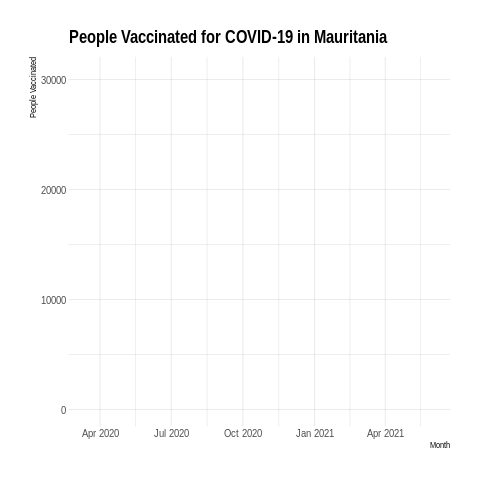 People Vaccinated for COVID-19 in Mauritania
People Vaccinated
30000
20000
10000
0
Apr 2020 Jul 2020 Oct 2020 Jan 2021 Apr 2021
Month